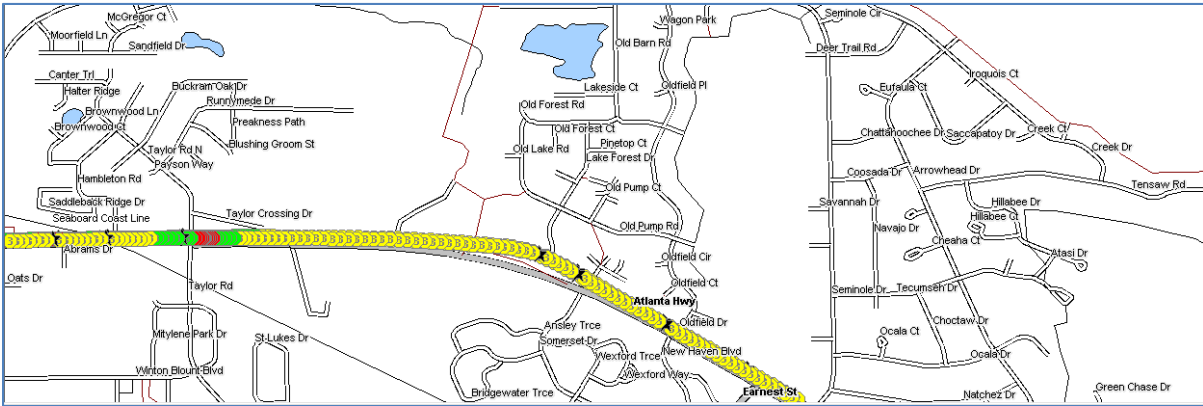 McGregor Ct
Moorfield Ln
Sandfield Dr
Canter Trl
Halter Ridge
Buckram Oak Dr
Runnymede Dr
Brownwood Ln
Brownwood Ct
Preakness Path
Blushing Groom St
Taylor Rd N
Payson Way
Hambleton Rd
Saddleback Ridge Dr
Seaboard Coast Line
Taylor Crossing Dr
Abrams Dr
Oats Dr
Taylor Rd
Mitylene Park Dr
St Lukes Dr
Winton Blount Blvd
Wagon Park
Old Barn Rd
Lakeside Ct
Oldfield Pl
Old Forest Rd
Old Forest Ct
Pinetop Ct
Old Lake Rd
Lake Forest Dr
Old Pump Ct
Old Pump Rd
Oldfield Cir
Oldfield Ct
Atlanta Hwy
Oldfield Dr
Ansley Trce
Somerset Dr
Wexford Trce
New Haven Blvd
Wexford Way
Bridgewater Trce
Earnest St
Seminole Cir
Deer Trail Rd
Iroquois Ct
Eufaula Ct
Chattahoochee Dr
Saccapatoy Dr
Creek Ct
Creek Dr
Coosada Dr
Arrowhead Dr
Tensaw Rd
Savannah Dr
Hillabee Dr
Hillabee Ct
Navajo Dr
Cheaha Ct
Atasi Dr
Seminole Dr
Tecumseh Dr
Choctaw Dr
Ocala Ct
Ocala Dr
Natchez Dr
Green Chase Dr